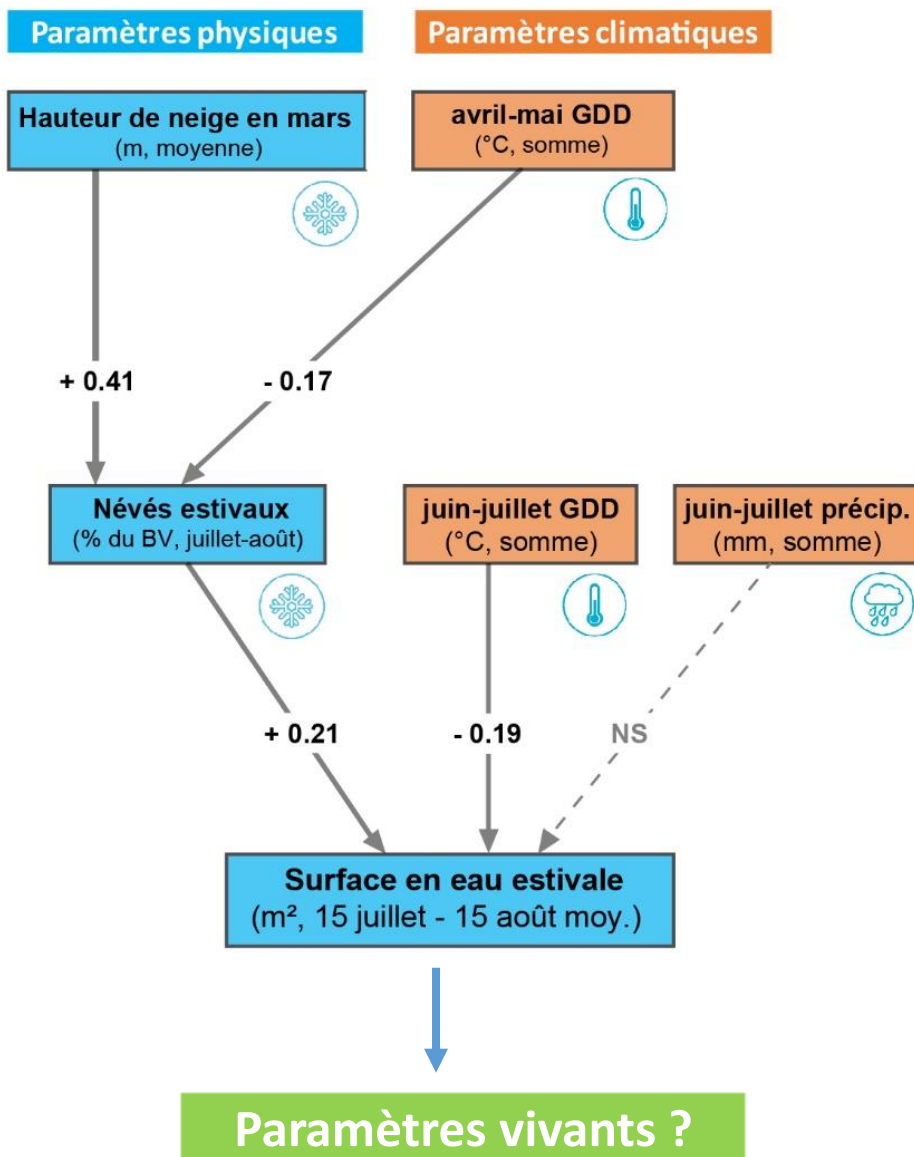 Paramètres physiques
Paramètres climatiques
Hauteur de neige en mars
(m, moyenne)
avril-mai GDD
(°C, somme)
+ 0.41
- 0.17
Névés estivaux
(% du BV, juillet-août)
juin-juillet GDD
(°C, somme)
juin-juillet précip.
(mm, somme)
+ 0.21
- 0.19
NS
Surface en eau estivale
(m², 15 juillet - 15 août moy.)
Paramètres vivants ?